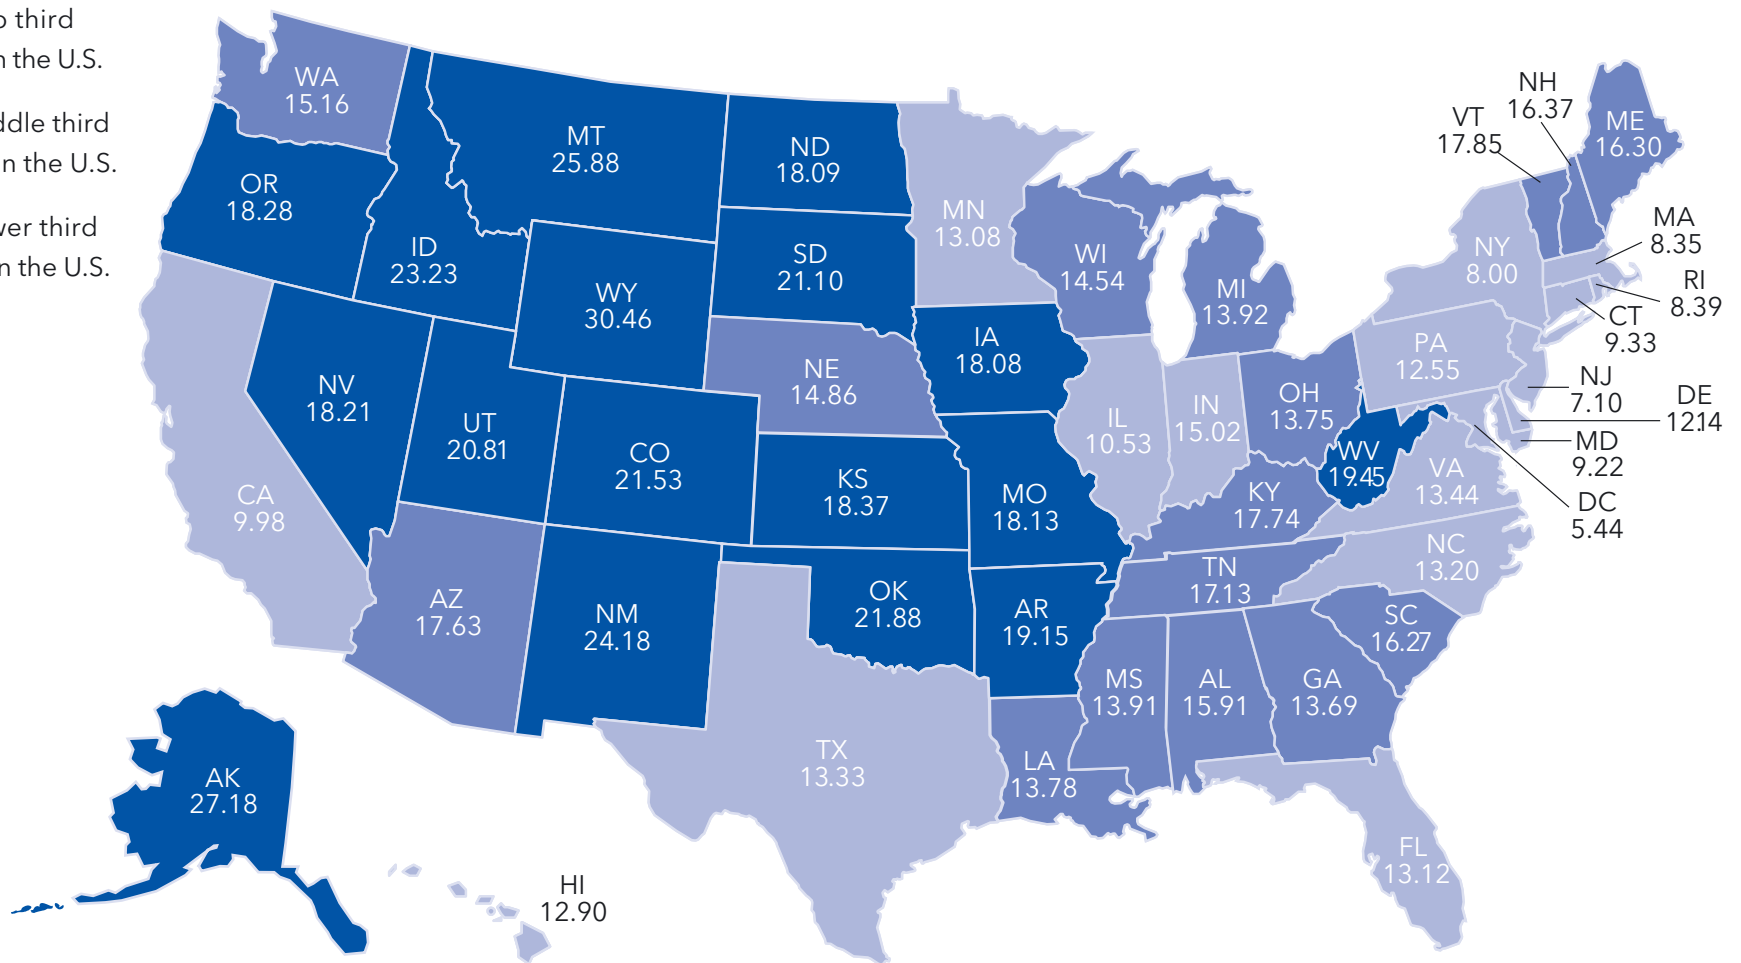 third
the U.S.
third
in the U.S.
third
the U.S.
WA
15.16
OR
18.28
CA
9.98
ID
23.23
NV
18.21
MT
25.88
WY
30.46
UT
20.81
AZ
17.63
CO
21.53
NM
24.18
ND
18.09
SD
21.10
NE
14.86
KS
18.37
OK
21.88
TX
13.33
MN
13.08
IA
18.08
MO
18.13
AR
19.15
LA
13.78
WI
14.54
IL
10.53
MI
13.92
IN
15.02
OH
13.75
KY
17.74
TN
17.13
MS
13.91
AL
15.91
GA
13.69
FL
13.12
SC
16.27
NC
13.20
VA
13.44
WV
19.45
PA
12.55
NY
8.00
VT
17.85
NH
16.37
ME
16.30
MA
8.35
RI
8.39
CT
9.33
NJ
7.10
DE
12.14
MD
9.22
DC
5.44
AK
27.18
HI
12.90